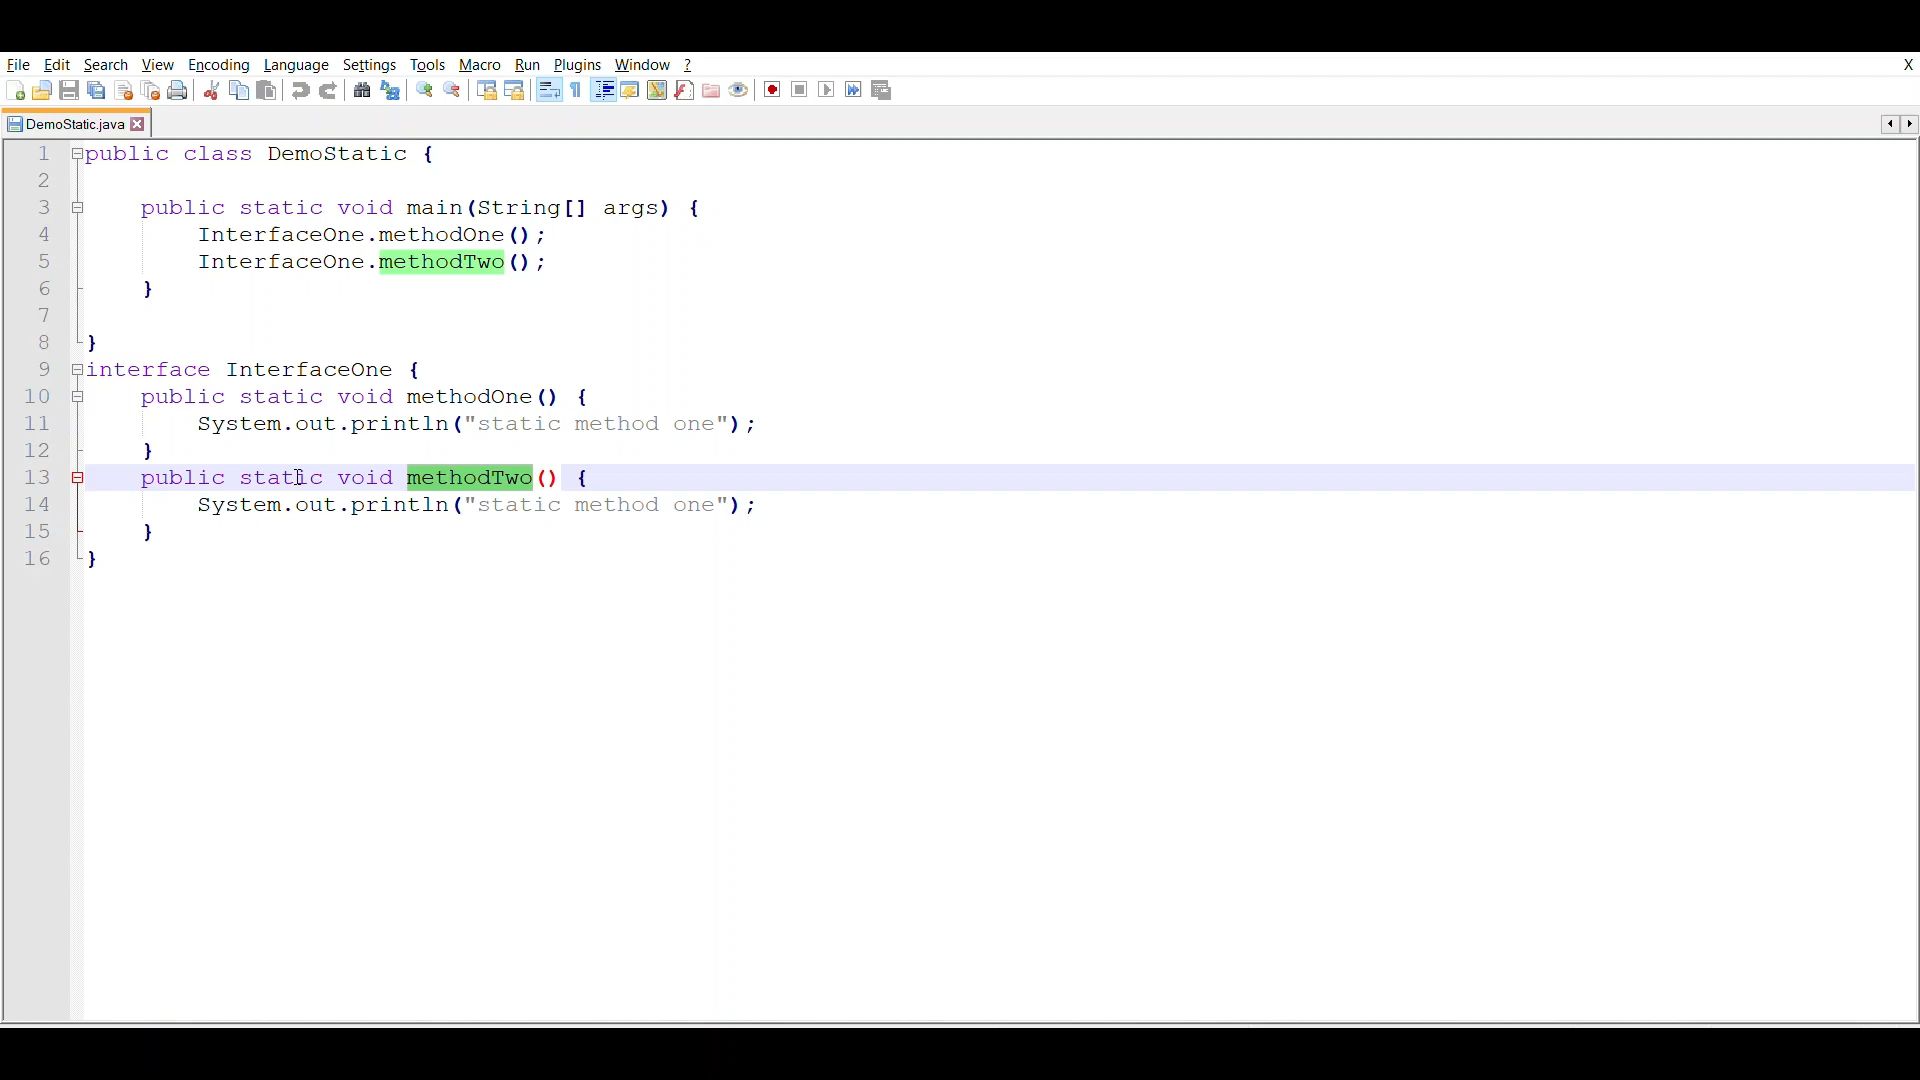 File Edit Search View Encoding Language Settings Tools Macro Run Plugins Window ? X
DemoStatic.java
1 public class DemoStatic {
2
3 public static void main(String[] args) {
4 InterfaceOne.methodOne();
5 InterfaceOne.methodTwo();
6 }
7
8 }
9 interface InterfaceOne {
10 public static void methodOne() {
11 System.out.println("static method one");
12 }
13 public static void methodTwo() {
14 System.out.println("static method one");
15 }
16 }